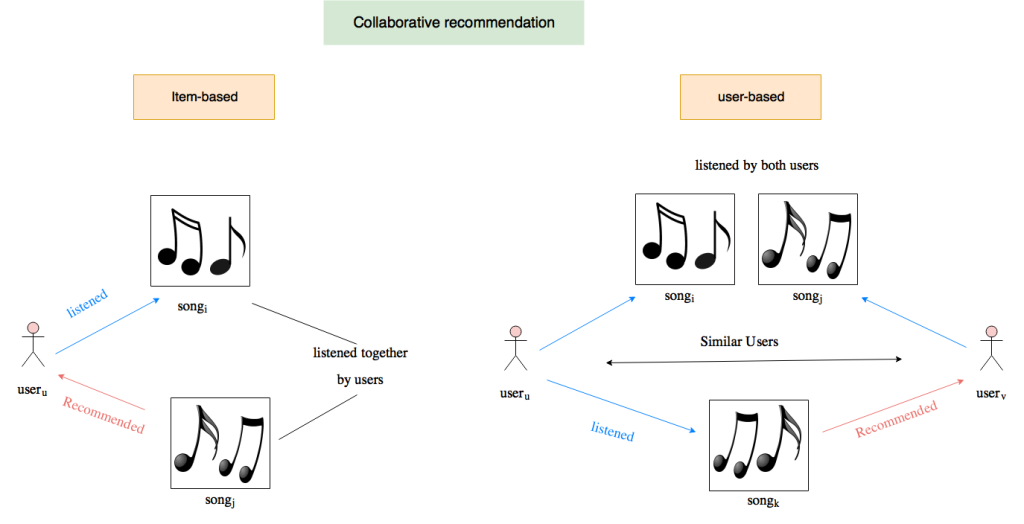 Collaborative recommendation
Item-based
song_i
listened
user_u
listened together
by users
Recommended
song_j
user-based
listened by both users
song_i
song_j
Similar Users
user_u
user_v
listened
Recommended
song_k